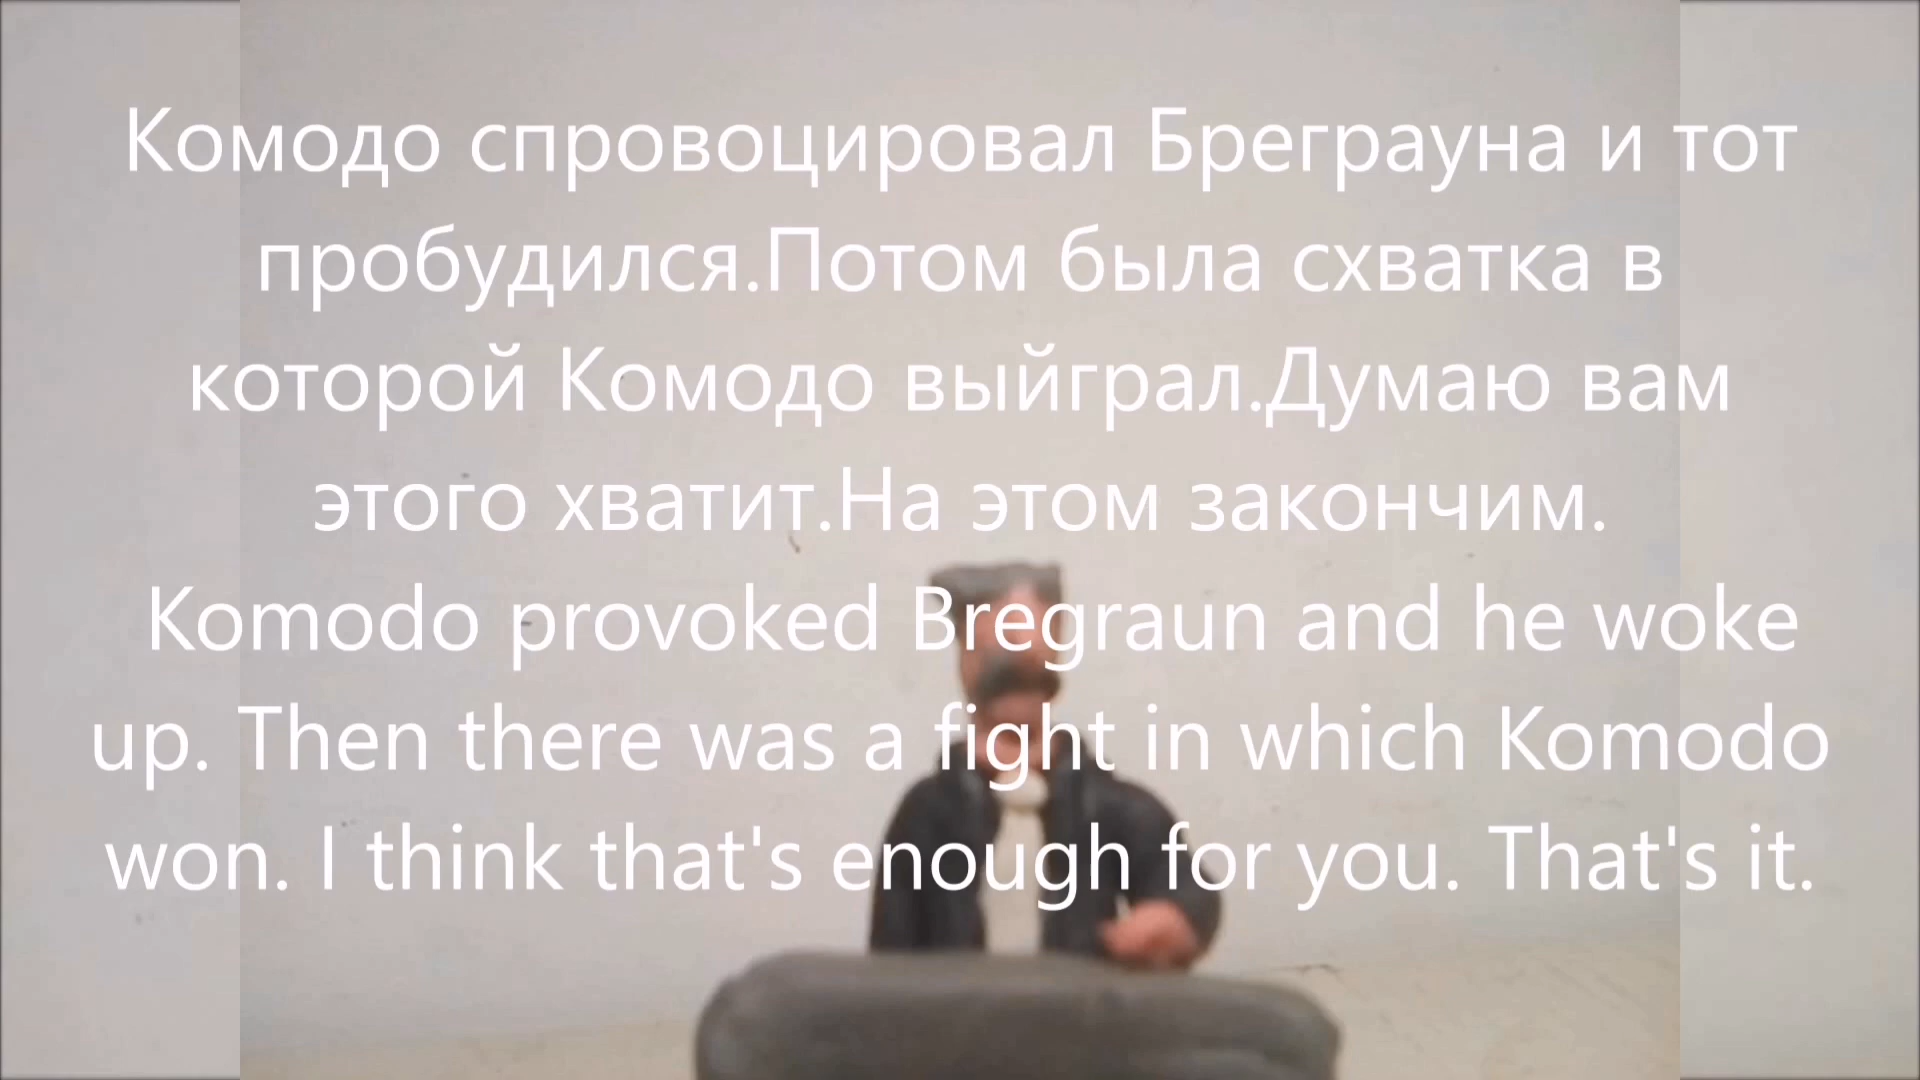 Комодо спровоцировал Бреграуна и тот
пробудился.Потом была схватка в
которой Комодо выйграл.Думаю вам
этого хватит.На этом закончим.
Komodo provoked Bregraun and he woke
up. Then there was a fight in which Komodo
won. I think that's enough for you. That's it.